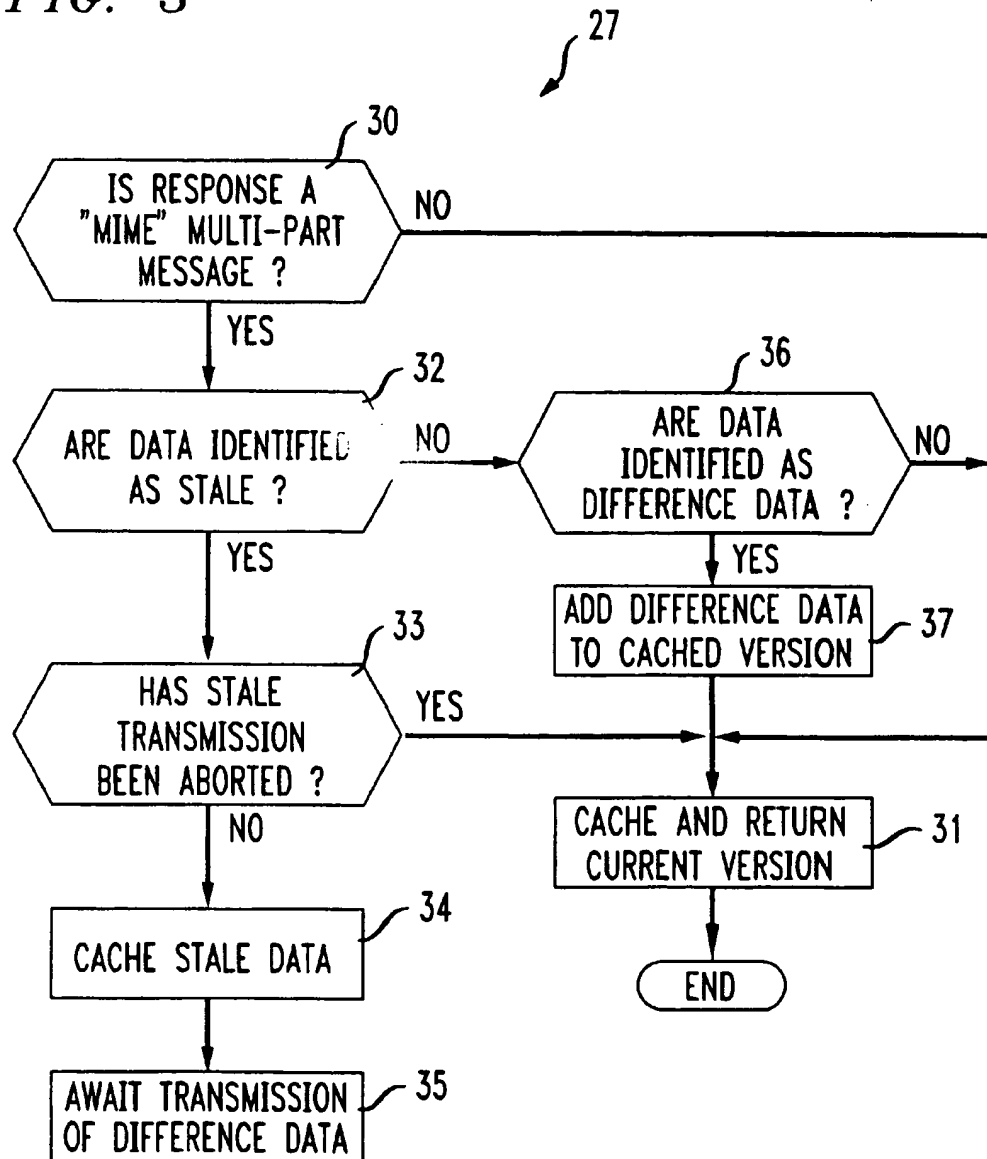 FIG. 3
27
30
IS RESPONSE A
"MIME" MULTI-PART
MESSAGE ?
NO
YES
32
ARE DATA IDENTIFIED
AS STALE ?
NO
YES
36
ARE DATA
IDENTIFIED AS
DIFFERENCE DATA ?
NO
YES
ADD DIFFERENCE DATA
TO CACHED VERSION
37
33
HAS STALE
TRANSMISSION
BEEN ABORTED ?
YES
NO
CACHE AND RETURN
CURRENT VERSION
31
END
34
CACHE STALE DATA
AWAIT TRANSMISSION
OF DIFFERENCE DATA
35